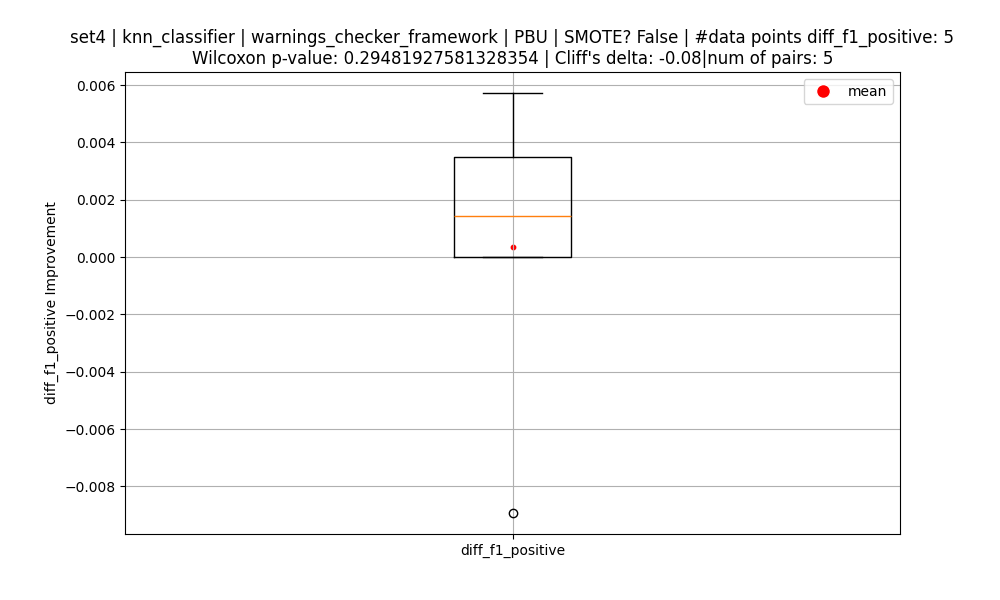 set4 | knn_classifier | warnings_checker_framework | PBU | SMOTE? False | #data points diff_f1_positive: 5
Wilcoxon p-value: 0.29481927581328354 | Cliff's delta: -0.08|num of pairs: 5
mean
0.006
0.004
0.002
0.000
−0.002
−0.004
−0.006
−0.008
diff_f1_positive Improvement
diff_f1_positive